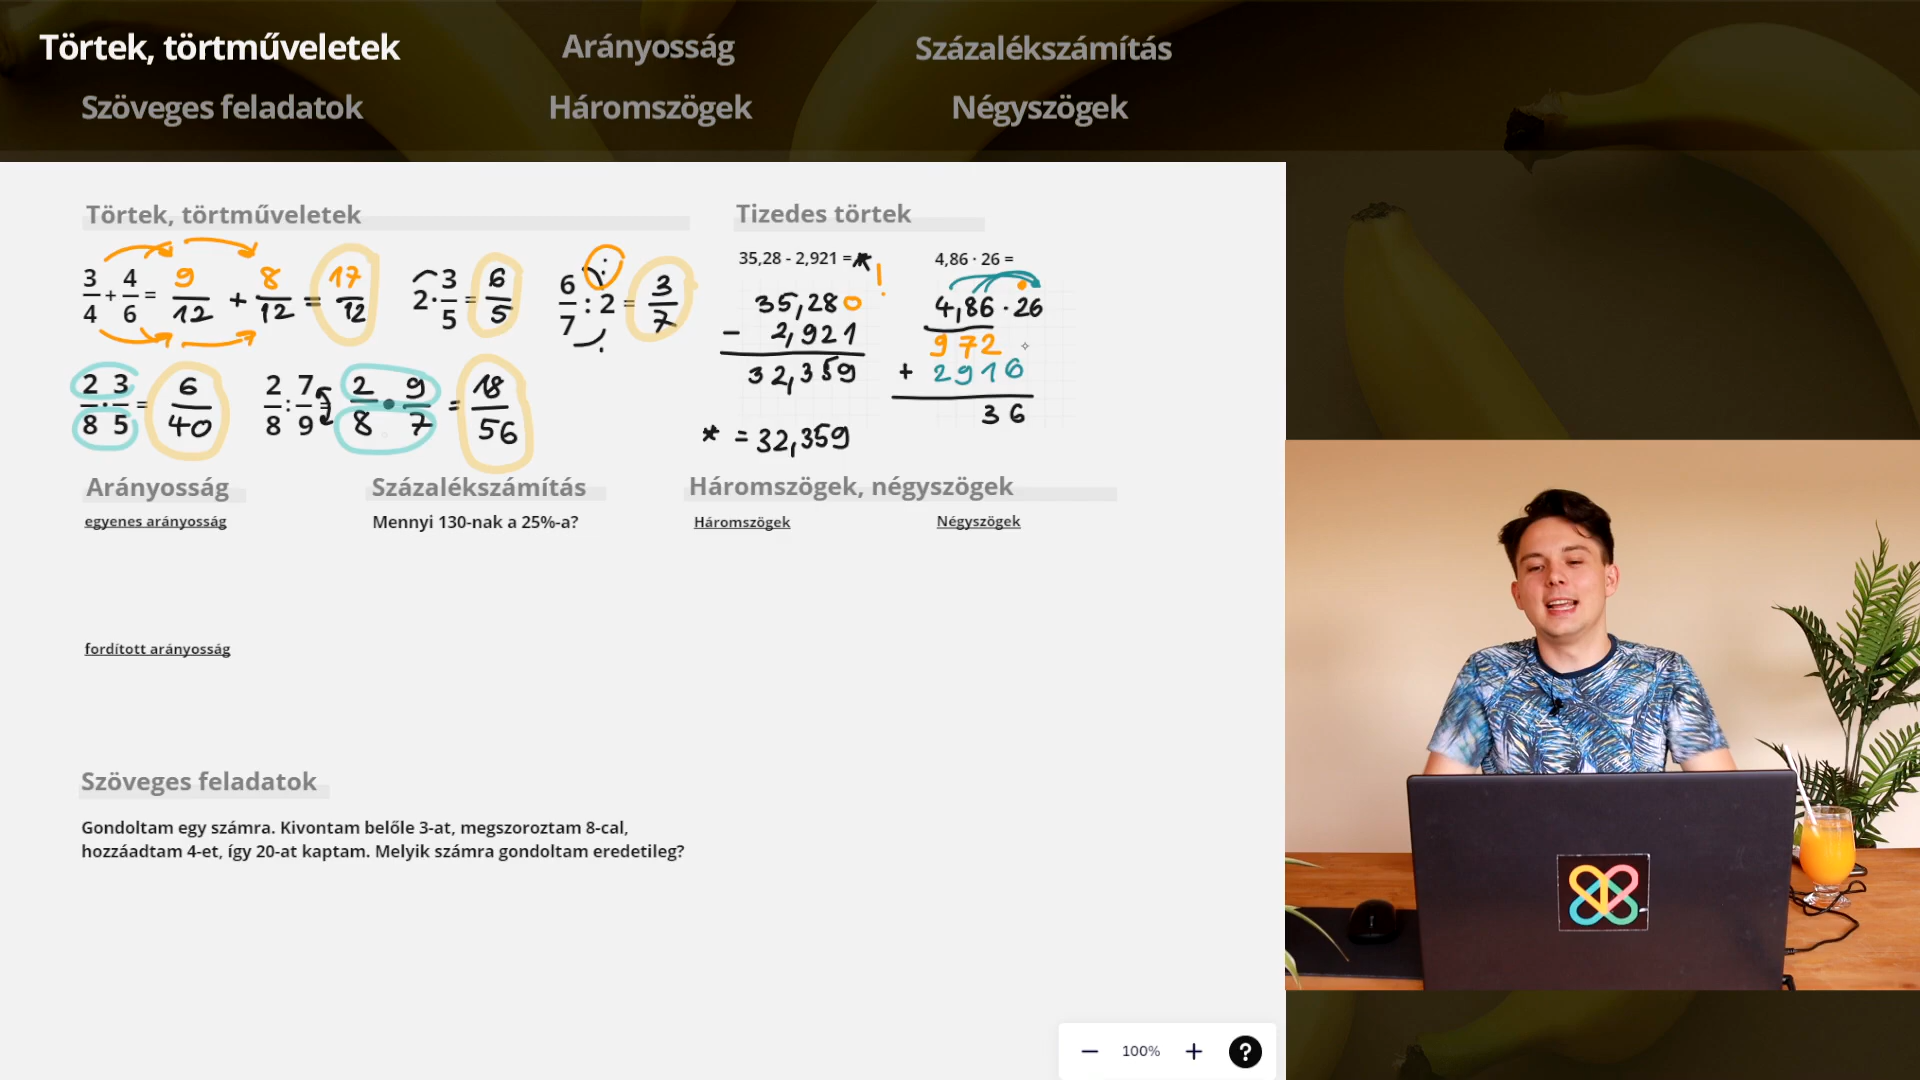 Törtek, törtműveletek
Arányosság
Százalékszámítás
Szöveges feladatok
Háromszögek
Négyszögek
Törtek, törtműveletek
3/4 + 4/6 = 9/12 + 8/12 = 17/12
2 · 3/5 = 6/5
6/7 : 2 = 3/7
2/8 · 3/5 = 6/40
2/8 : 7/9 = 2/8 · 9/7 = 18/56
Tizedes törtek
35,28 - 2,921 = *!
35,280
- 2,921
32,359
* = 32,359
4,86 · 26 =
4,86 · 26
972
+ 2916
36
Arányosság
egyenes arányosság
fordított arányosság
Százalékszámítás
Mennyi 130-nak a 25%-a?
Háromszögek, négyszögek
Háromszögek
Négyszögek
Szöveges feladatok
Gondoltam egy számra. Kivontam belőle 3-at, megszoroztam 8-cal,
hozzáadtam 4-et, így 20-at kaptam. Melyik számra gondoltam eredetileg?
− 100% + ?